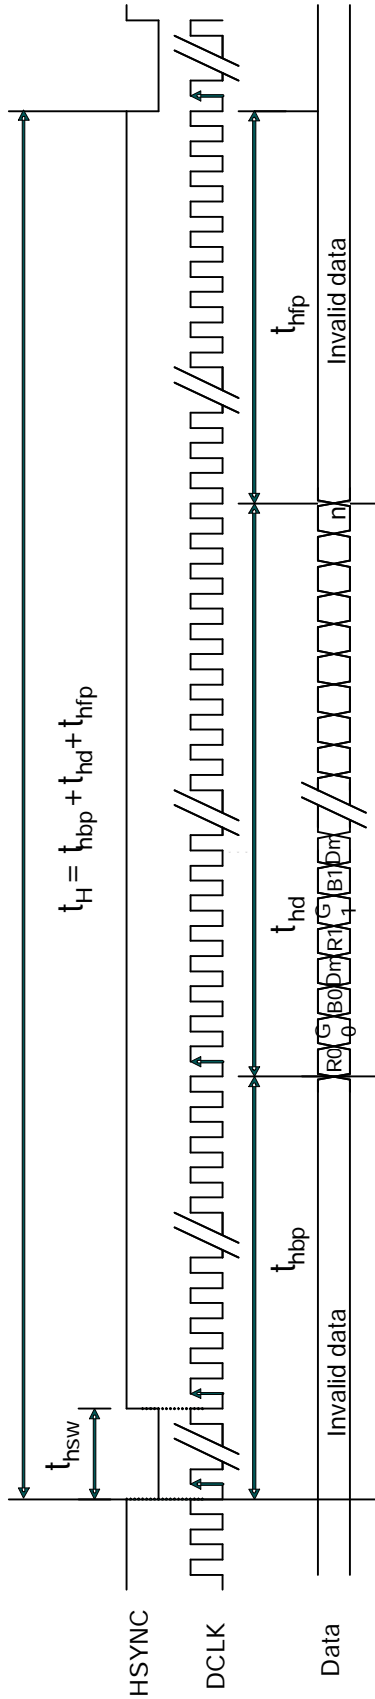 t_H = t_hbp + t_hd + t_hfp
t_hsw
HSYNC
DCLK
t_hbp
t_hd
t_hfp
Data
Invalid data
R0
G0
B0
Dm
R1
G1
B1
Dm
n
Invalid data